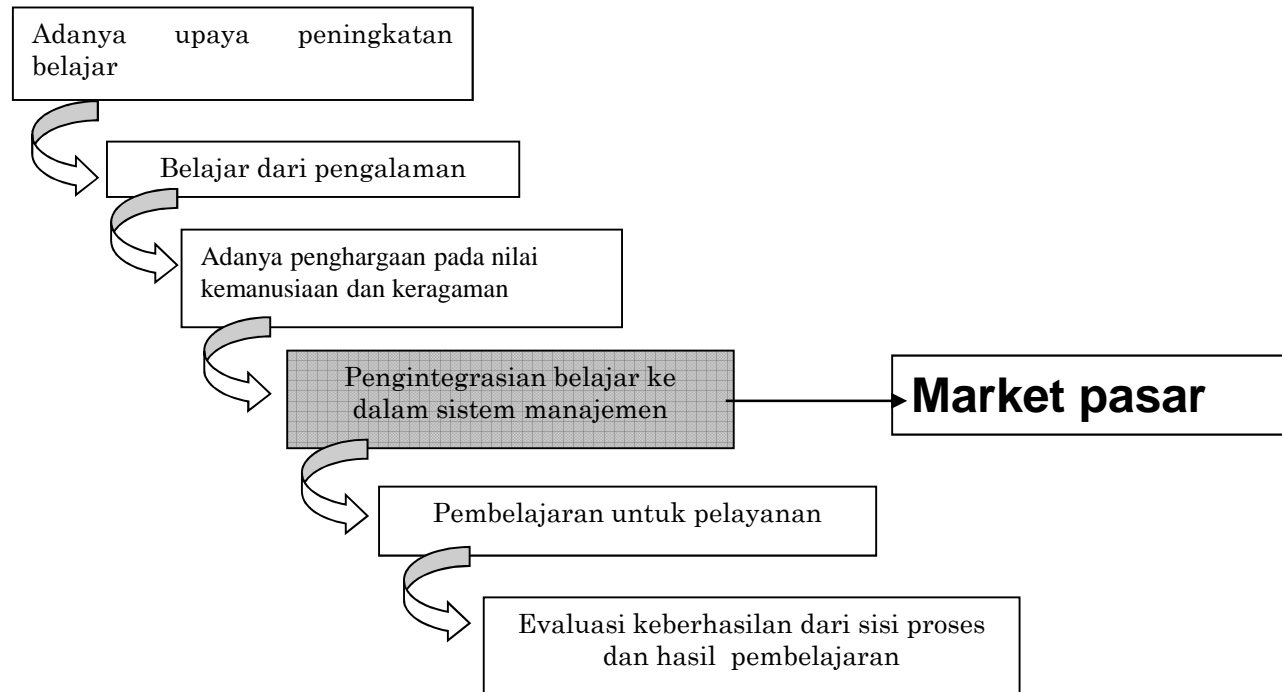 Adanya upaya peningkatan
belajar
Belajar dari pengalaman
Adanya penghargaan pada nilai
kemanusiaan dan keragaman
Pengintegrasian belajar ke
dalam sistem manajemen
Market pasar
Pembelajaran untuk pelayanan
Evaluasi keberhasilan dari sisi proses
dan hasil pembelajaran